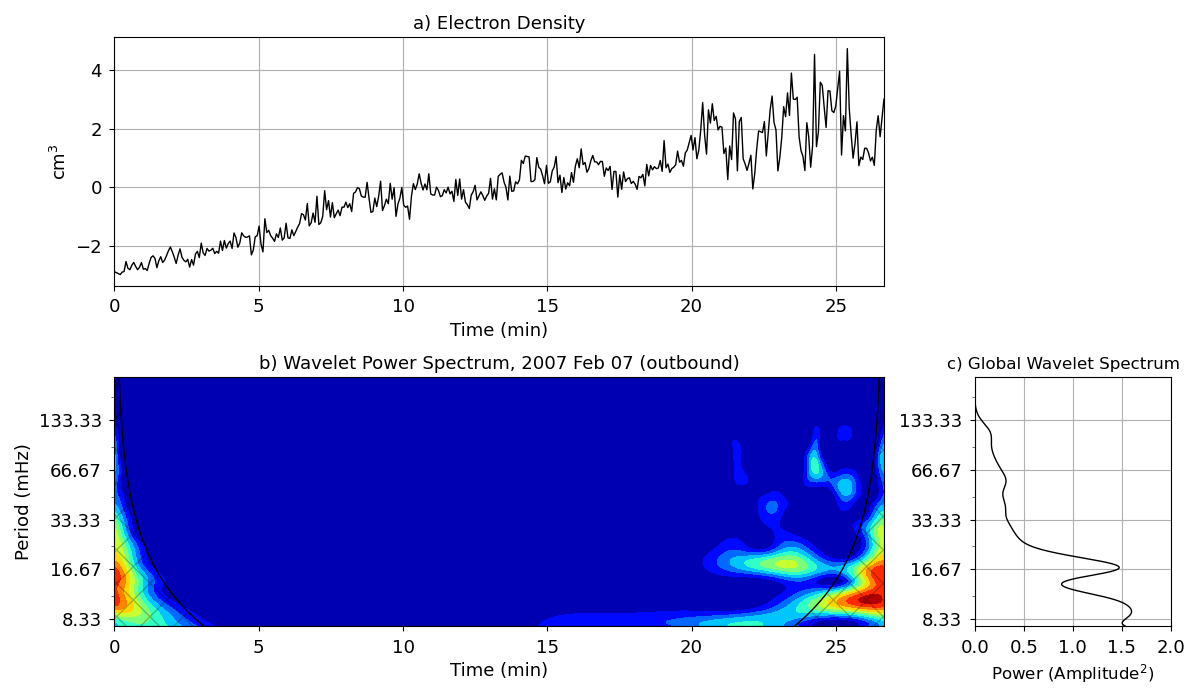 a) Electron Density
cm³
4
2
0
−2
0 5 10 15 20 25
Time (min)
b) Wavelet Power Spectrum, 2007 Feb 07 (outbound)
Period (mHz)
133.33
66.67
33.33
16.67
8.33
0 5 10 15 20 25
Time (min)
c) Global Wavelet Spectrum
133.33
66.67
33.33
16.67
8.33
0.0 0.5 1.0 1.5 2.0
Power (Amplitude²)